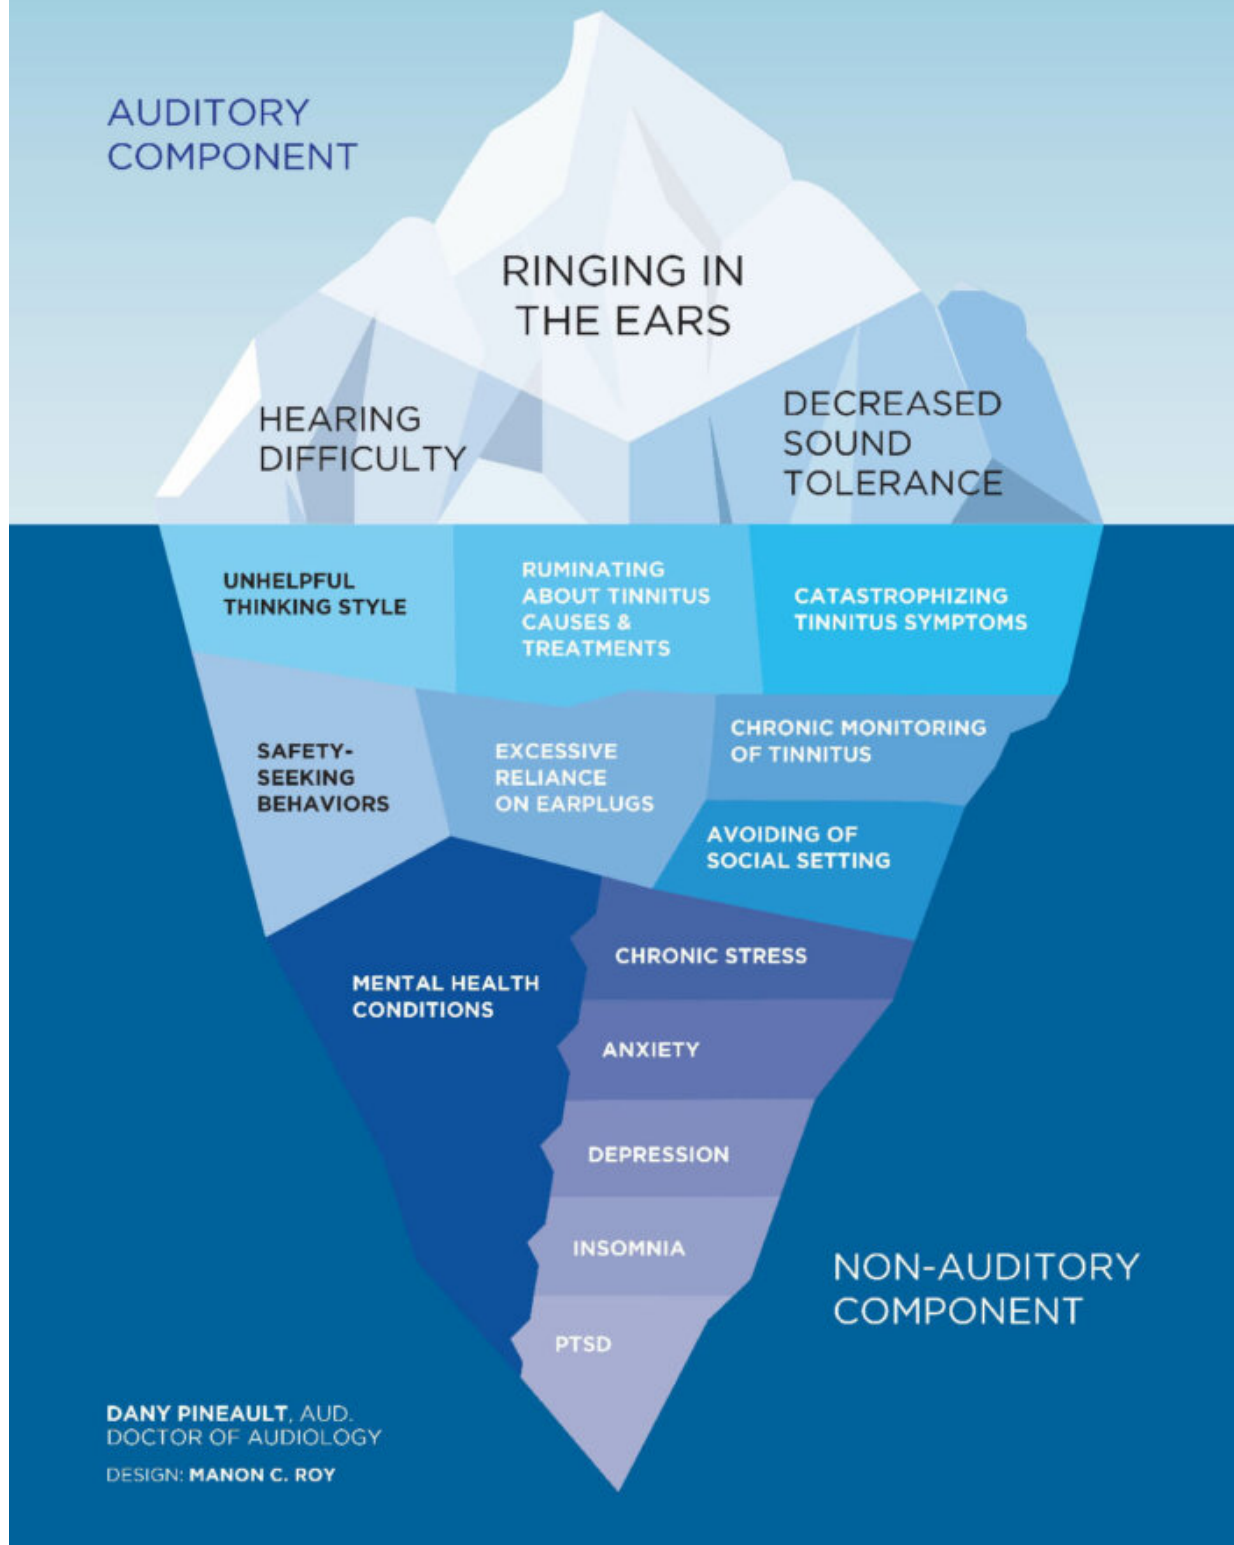 AUDITORY
COMPONENT
RINGING IN
THE EARS
HEARING
DIFFICULTY
DECREASED
SOUND
TOLERANCE
UNHELPFUL
THINKING STYLE
RUMINATING
ABOUT TINNITUS
CAUSES &
TREATMENTS
CATASTROPHIZING
TINNITUS SYMPTOMS
SAFETY-
SEEKING
BEHAVIORS
EXCESSIVE
RELIANCE
ON EARPLUGS
CHRONIC MONITORING
OF TINNITUS
AVOIDING OF
SOCIAL SETTING
MENTAL HEALTH
CONDITIONS
CHRONIC STRESS
ANXIETY
DEPRESSION
INSOMNIA
PTSD
NON-AUDITORY
COMPONENT
DANY PINEAULT, AUD.
DOCTOR OF AUDIOLOGY
DESIGN: MANON C. ROY